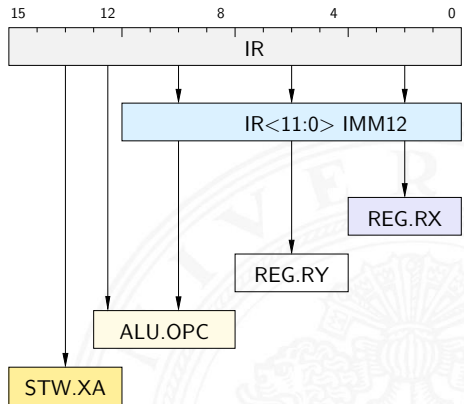 15 12 8 4 0
IR
IR<11:0> IMM12
REG.RX
REG.RY
ALU.OPC
STW.XA